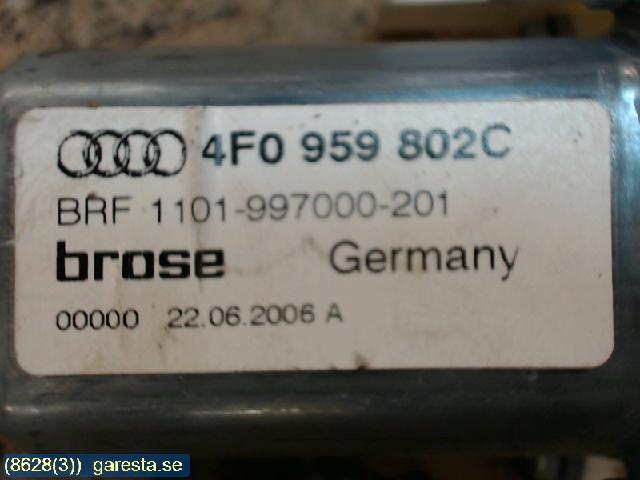 4F0 959 802C
BRF 1101-997000-201
brose Germany
00000 22.06.2006 A
(8628(3)) garesta.se